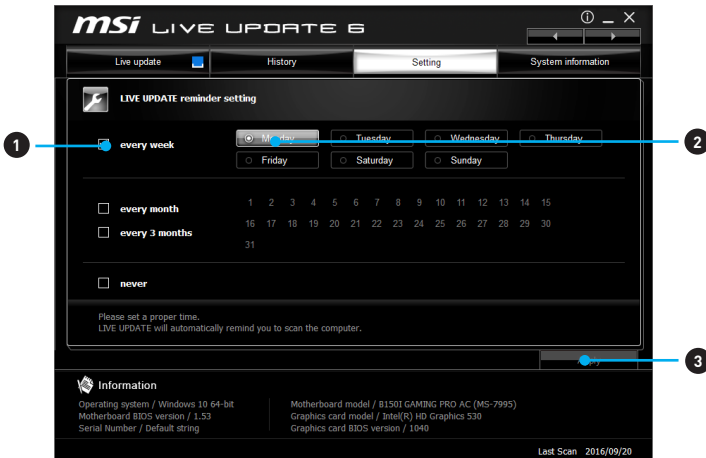 msi LIVE UPDATE 6
Live update History Setting System information
LIVE UPDATE reminder setting
1 every week Monday Tuesday Wednesday Thursday 2
Friday Saturday Sunday
every month 1 2 3 4 5 6 7 8 9 10 11 12 13 14 15
every 3 months 16 17 18 19 20 21 22 23 24 25 26 27 28 29 30
31
never
Please set a proper time.
LIVE UPDATE will automatically remind you to scan the computer.
Apply 3
Information
Operating system / Windows 10 64-bit Motherboard model / B150I GAMING PRO AC (MS-7995)
Motherboard BIOS version / 1.53 Graphics card model / Intel(R) HD Graphics 530
Serial Number / Default string Graphics card BIOS version / 1040
Last Scan 2016/09/20